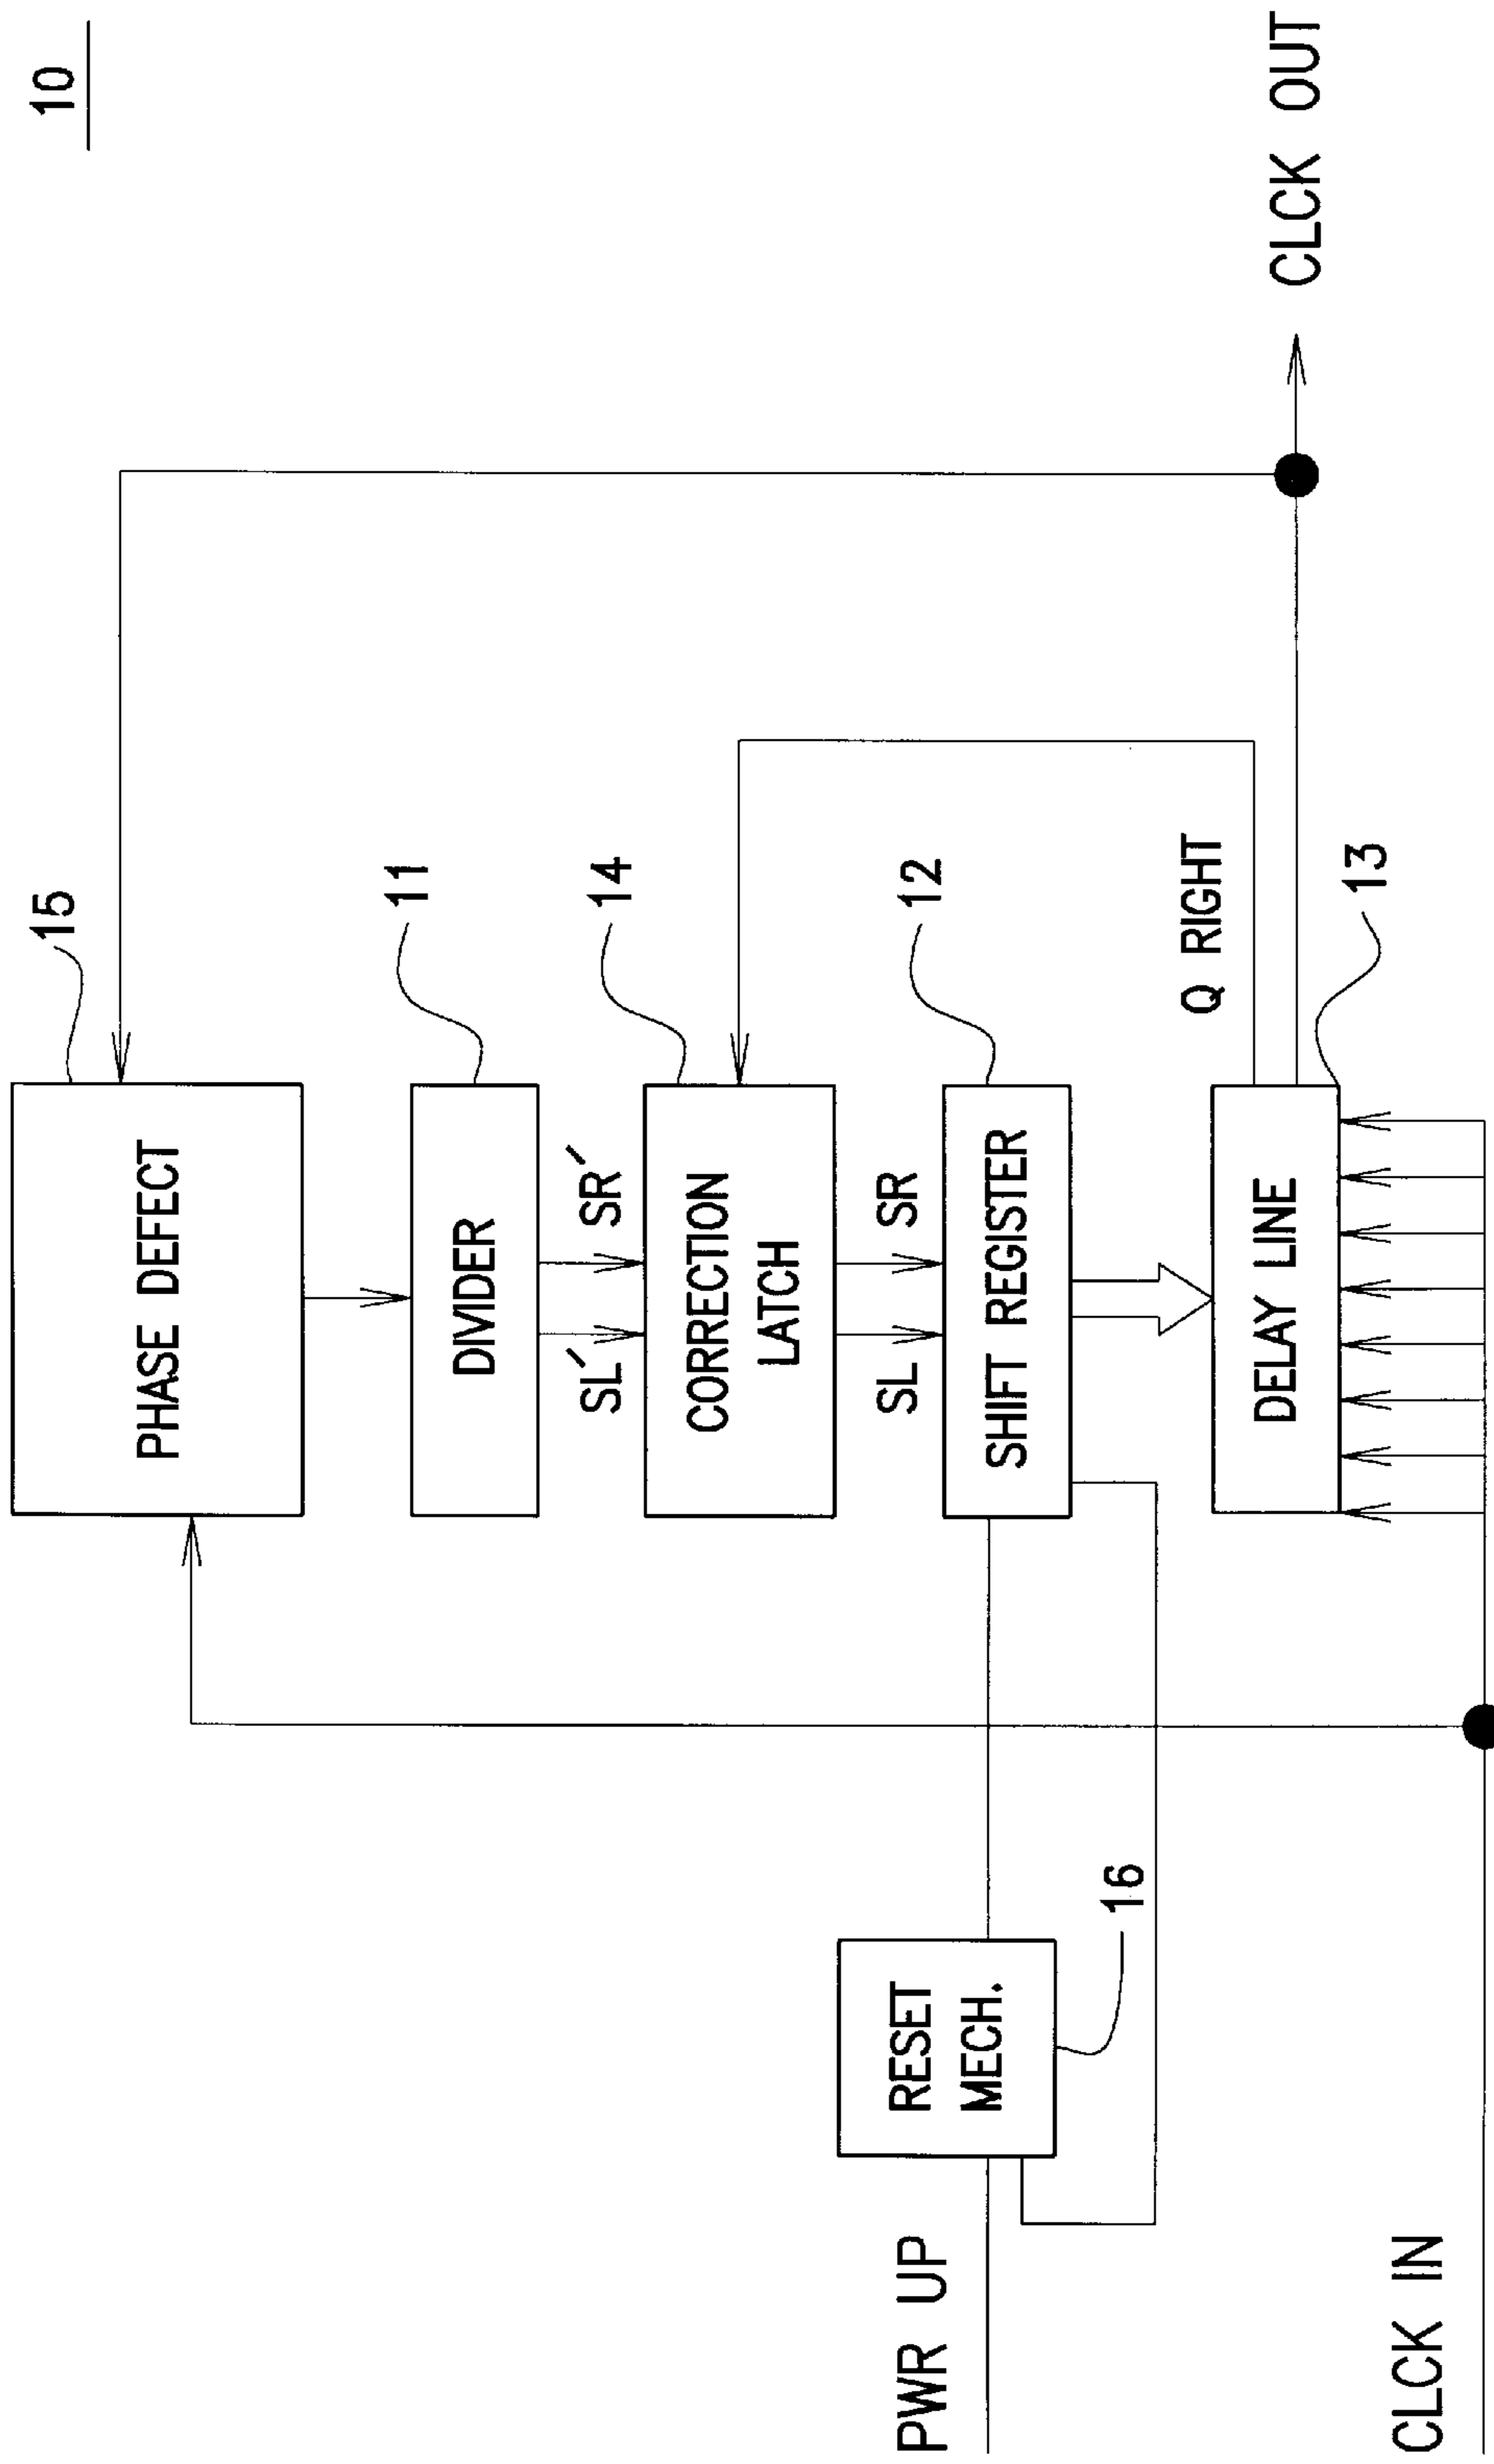 10
15
PHASE DEFECT
11
DIVIDER
SL′ SR′
14
CORRECTION
LATCH
SL SR
12
SHIFT REGISTER
RESET
MECH.
PWR UP
16
Q RIGHT
DELAY LINE
13
CLCK OUT
CLCK IN